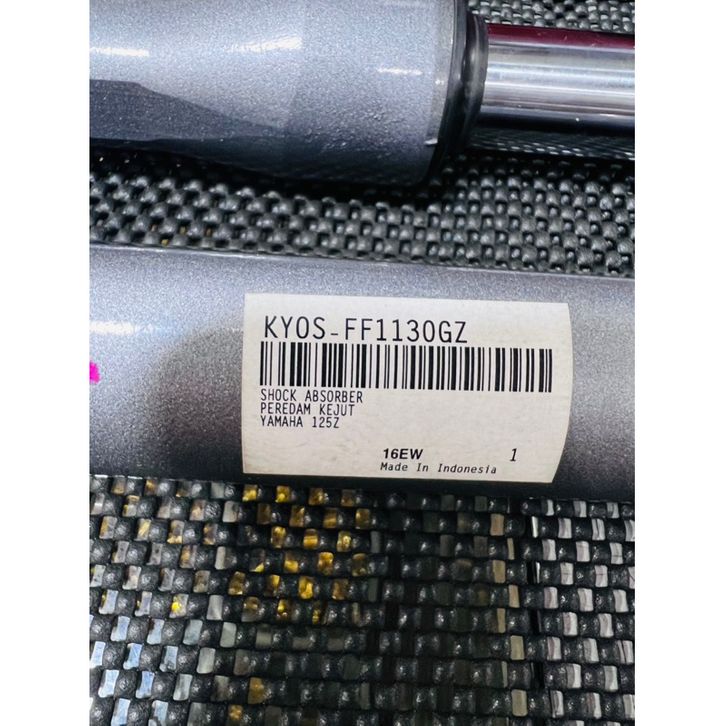 KYOS-FF1130GZ
SHOCK ABSORBER
PEREDAM KEJUT
YAMAHA 125Z
16EW 1
Made In Indonesia